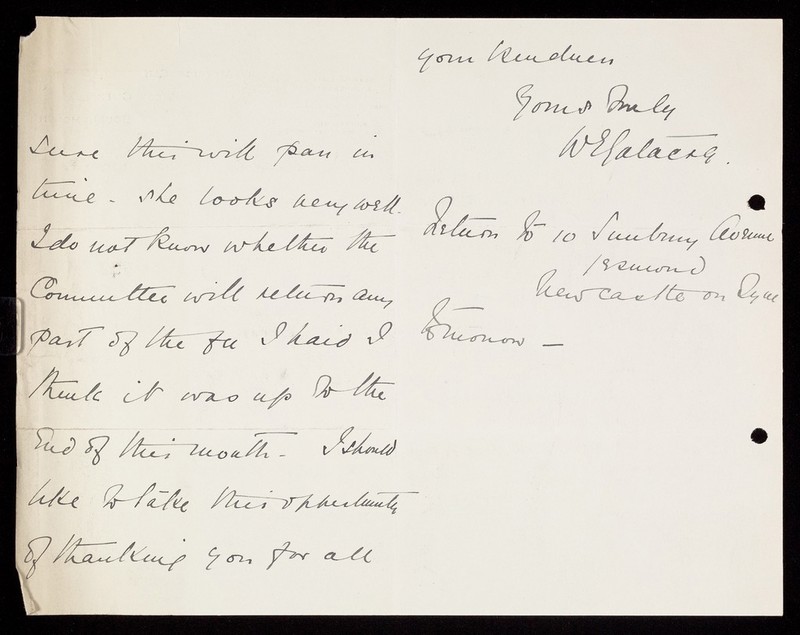 sure this will pass in
time - she looks very well.
I do not know whether the
Committee will return any
part of the fee I paid I
think it was up to the
End of this month - I should
like to take this opportunity
of thanking you for all
your kindness
Yours truly
W E Galacre.
return to 10 Sunbury Avenue
Jesmond
Newcastle on Tyne
tomorrow -